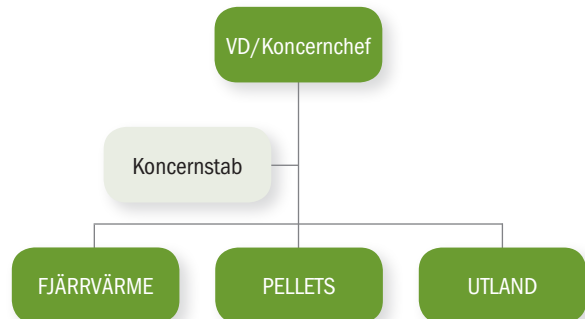 VD/Koncernchef
Koncernstab
FJÄRRVÄRME
PELLETS
UTLAND